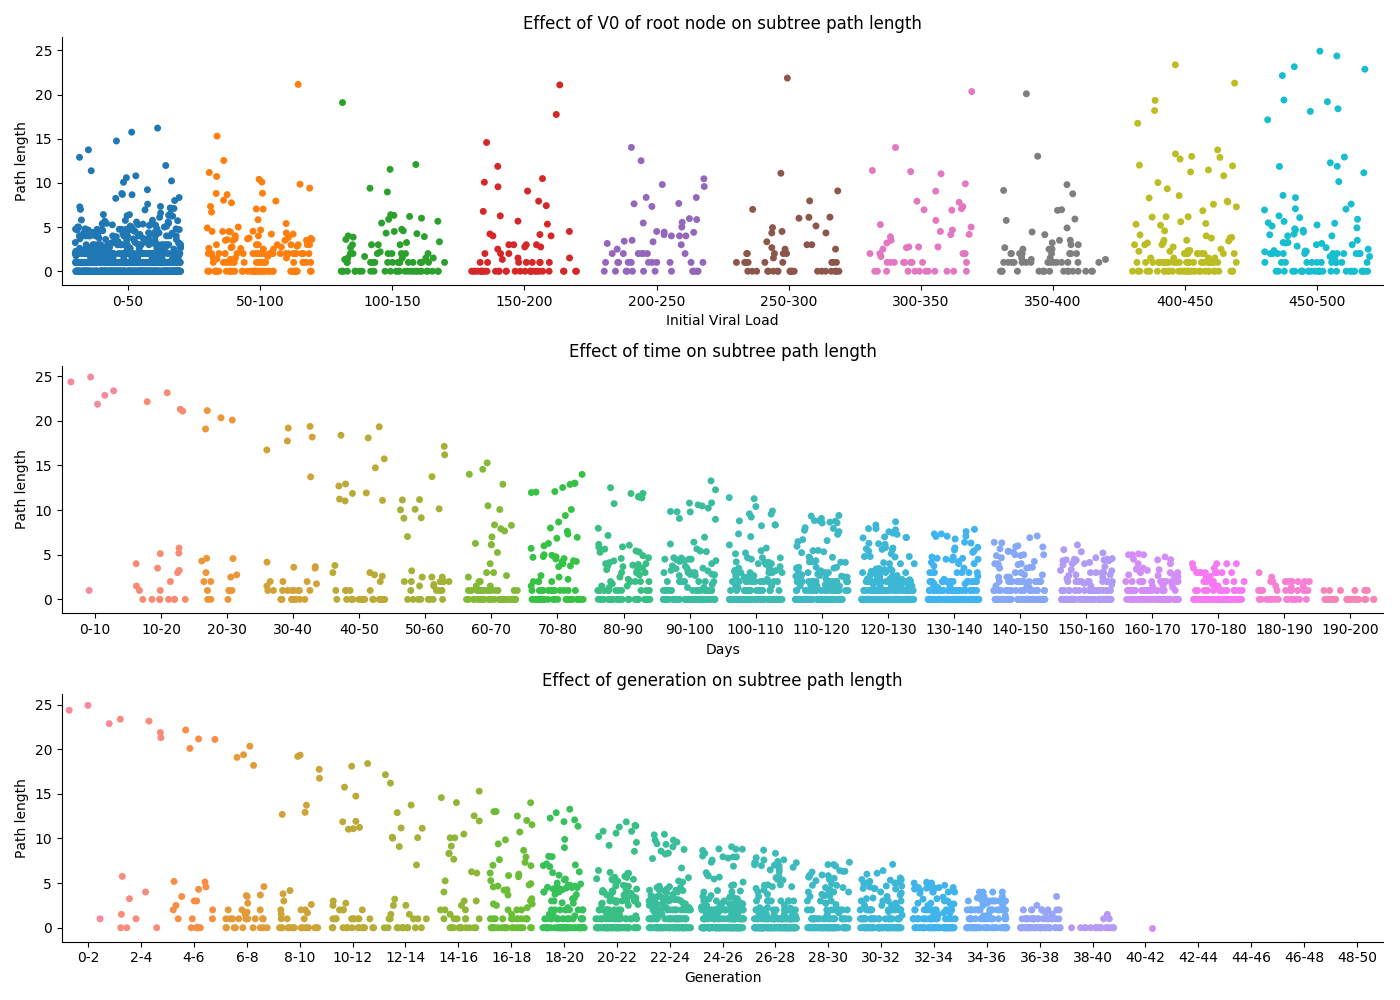 Effect of V0 of root node on subtree path length
Path length
25
20
15
10
5
0
0-50 50-100 100-150 150-200 200-250 250-300 300-350 350-400 400-450 450-500
Initial Viral Load
Effect of time on subtree path length
Path length
25
20
15
10
5
0
0-10 10-20 20-30 30-40 40-50 50-60 60-70 70-80 80-90 90-100 100-110 110-120 120-130 130-140 140-150 150-160 160-170 170-180 180-190 190-200
Days
Effect of generation on subtree path length
Path length
25
20
15
10
5
0
0-2 2-4 4-6 6-8 8-10 10-12 12-14 14-16 16-18 18-20 20-22 22-24 24-26 26-28 28-30 30-32 32-34 34-36 36-38 38-40 40-42 42-44 44-46 46-48 48-50
Generation